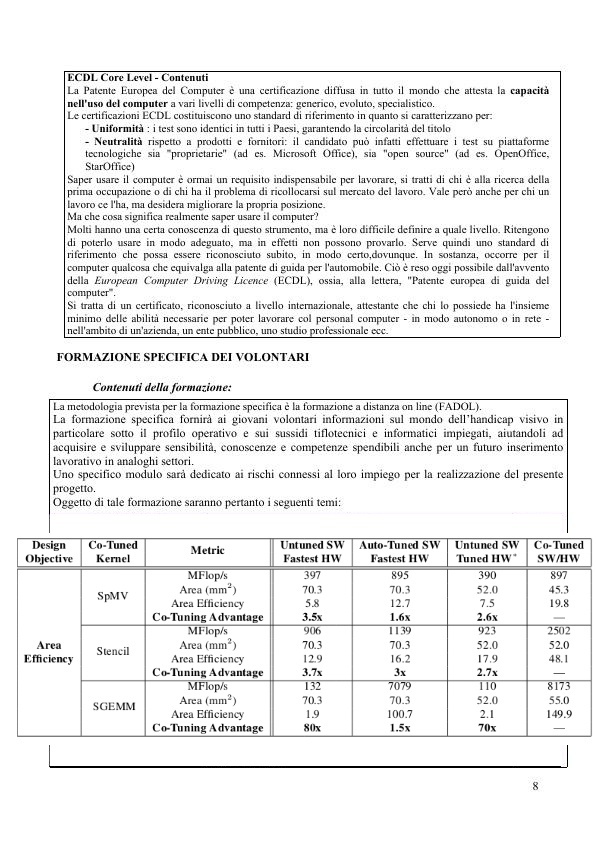 ECDL Core Level - Contenuti
La Patente Europea del Computer è una certificazione diffusa in tutto il mondo che attesta la capacità
nell'uso del computer a vari livelli di competenza: generico, evoluto, specialistico.
Le certificazioni ECDL costituiscono uno standard di riferimento in quanto si caratterizzano per:
- Uniformità : i test sono identici in tutti i Paesi, garantendo la circolarità del titolo
- Neutralità rispetto a prodotti e fornitori: il candidato può infatti effettuare i test su piattaforme
tecnologiche sia "proprietarie" (ad es. Microsoft Office), sia "open source" (ad es. OpenOffice,
StarOffice)
Saper usare il computer è ormai un requisito indispensabile per lavorare, si tratti di chi è alla ricerca della
prima occupazione o di chi ha il problema di ricollocarsi sul mercato del lavoro. Vale però anche per chi un
lavoro ce l'ha, ma desidera migliorare la propria posizione.
Ma che cosa significa realmente saper usare il computer?
Molti hanno una certa conoscenza di questo strumento, ma è loro difficile definire a quale livello. Ritengono
di poterlo usare in modo adeguato, ma in effetti non possono provarlo. Serve quindi uno standard di
riferimento che possa essere riconosciuto subito, in modo certo,dovunque. In sostanza, occorre per il
computer qualcosa che equivalga alla patente di guida per l'automobile. Ciò è reso oggi possibile dall'avvento
della European Computer Driving Licence (ECDL), ossia, alla lettera, "Patente europea di guida del
computer".
Si tratta di un certificato, riconosciuto a livello internazionale, attestante che chi lo possiede ha l'insieme
minimo delle abilità necessarie per poter lavorare col personal computer - in modo autonomo o in rete -
nell'ambito di un'azienda, un ente pubblico, uno studio professionale ecc.
FORMAZIONE SPECIFICA DEI VOLONTARI
Contenuti della formazione:
La metodologia prevista per la formazione specifica è la formazione a distanza on line (FADOL).
La formazione specifica fornirà ai giovani volontari informazioni sul mondo dell'handicap visivo in
particolare sotto il profilo operativo e sui sussidi tiflotecnici e informatici impiegati, aiutandoli ad
acquisire e sviluppare sensibilità, conoscenze e competenze spendibili anche per un futuro inserimento
lavorativo in analoghi settori.
Uno specifico modulo sarà dedicato ai rischi connessi al loro impiego per la realizzazione del presente
progetto.
Oggetto di tale formazione saranno pertanto i seguenti temi:
Design Objective | Co-Tuned Kernel | Metric | Untuned SW Fastest HW | Auto-Tuned SW Fastest HW | Untuned SW Tuned HW* | Co-Tuned SW/HW
Area Efficiency | SpMV | MFlop/s | 397 | 895 | 390 | 897
Area (mm²) | 70.3 | 70.3 | 52.0 | 45.3
Area Efficiency | 5.8 | 12.7 | 7.5 | 19.8
Co-Tuning Advantage | 3.5x | 1.6x | 2.6x | —
Stencil | MFlop/s | 906 | 1139 | 923 | 2502
Area (mm²) | 70.3 | 70.3 | 52.0 | 52.0
Area Efficiency | 12.9 | 16.2 | 17.9 | 48.1
Co-Tuning Advantage | 3.7x | 3x | 2.7x | —
SGEMM | MFlop/s | 132 | 7079 | 110 | 8173
Area (mm²) | 70.3 | 70.3 | 52.0 | 55.0
Area Efficiency | 1.9 | 100.7 | 2.1 | 149.9
Co-Tuning Advantage | 80x | 1.5x | 70x | —
8